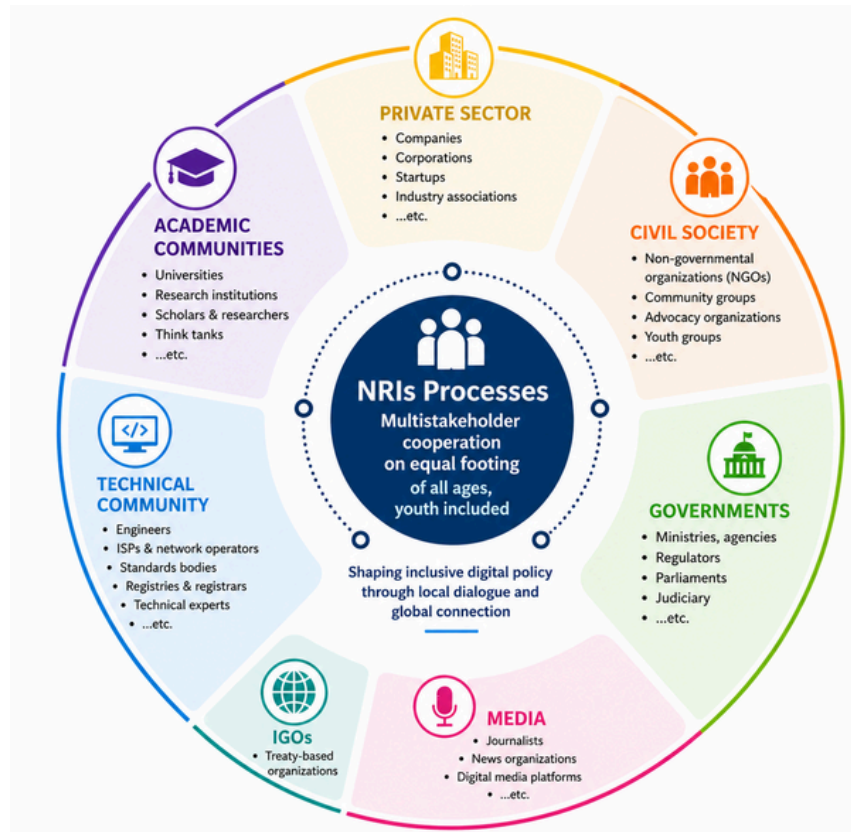 PRIVATE SECTOR
• Companies
• Corporations
• Startups
• Industry associations
• ...etc.
CIVIL SOCIETY
• Non-governmental
organizations (NGOs)
• Community groups
• Advocacy organizations
• Youth groups
• ...etc.
GOVERNMENTS
• Ministries, agencies
• Regulators
• Parliaments
• Judiciary
• ...etc.
MEDIA
• Journalists
• News organizations
• Digital media platforms
• ...etc.
IGOs
• Treaty-based
organizations
TECHNICAL
COMMUNITY
• Engineers
• ISPs & network operators
• Standards bodies
• Registries & registrars
• Technical experts
• ...etc.
ACADEMIC
COMMUNITIES
• Universities
• Research institutions
• Scholars & researchers
• Think tanks
• ...etc.
NRIs Processes
Multistakeholder
cooperation
on equal footing
of all ages,
youth included
Shaping inclusive digital policy
through local dialogue and
global connection